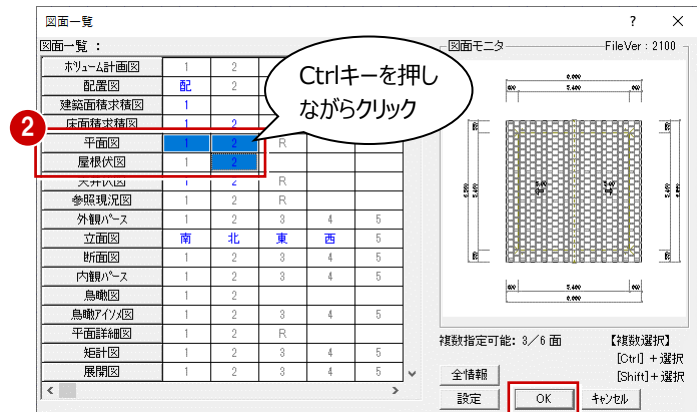 図面一覧 ? ×
図面一覧 :
ホリューム計画図 1 2
配置図 配 2
建築面積求積図 1
床面積求積図 1 2
平面図 1 2 R
屋根伏図 1 2
天井伏図 1 2 R
参照現況図 1 2 R
外観パース 1 2 3 4 5
立面図 南 北 東 西 5
断面図 1 2 3 4 5
内観パース 1 2 3 4 5
鳥瞰図 1 2
鳥瞰アイソメ図 1 2 3 4 5
平面詳細図 1 2 R
矩計図 1 2 3 4 5
展開図 1 2 3 4 5
2
Ctrlキーを押し
ながらクリック
図面モニタ FileVer : 2100
複数指定可能: 3/6 面 【複数選択】
[Ctrl] +選択
[Shift]+選択
全情報
設定 OK キャンセル